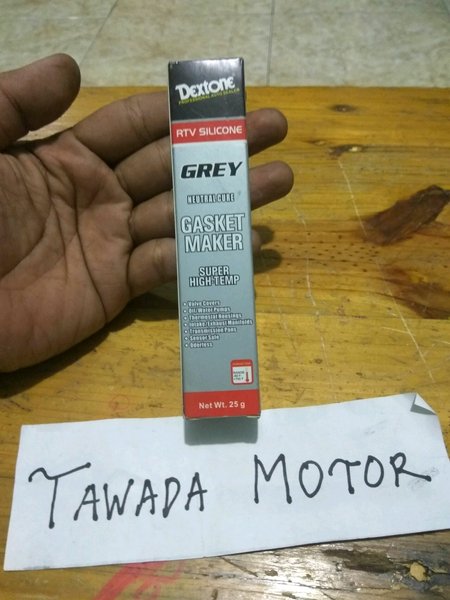 DEXTONE
PROFESSIONAL AUTO SEALER
RTV SILICONE
GREY
NEUTRAL CURE
GASKET
MAKER
SUPER
HIGH-TEMP
• Valve Covers
• Oil/Water Pumps
• Thermostat Housings
• Intake/Exhaust Manifolds
• Transmission Pans
• Sensor Safe
• Odorless
Net Wt. 25 g
TAWADA MOTOR